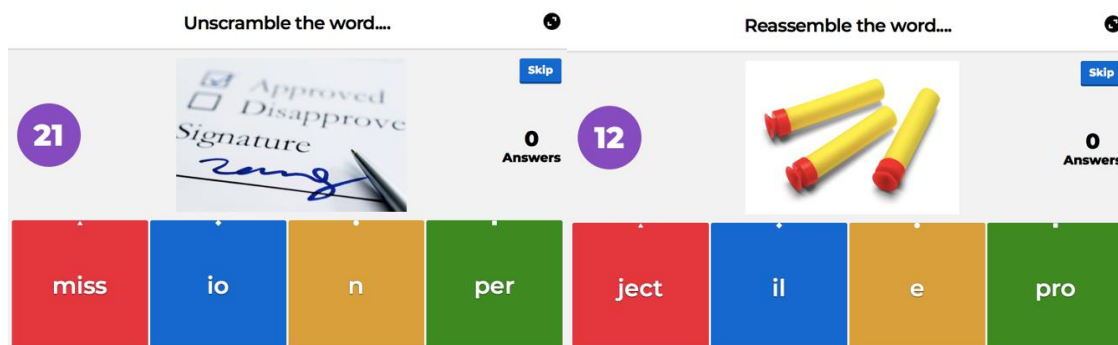 Unscramble the word....
Skip
Approved
Disapprove
Signature
21
0
Answers
miss
io
n
per
Reassemble the word....
Skip
12
0
Answers
ject
il
e
pro